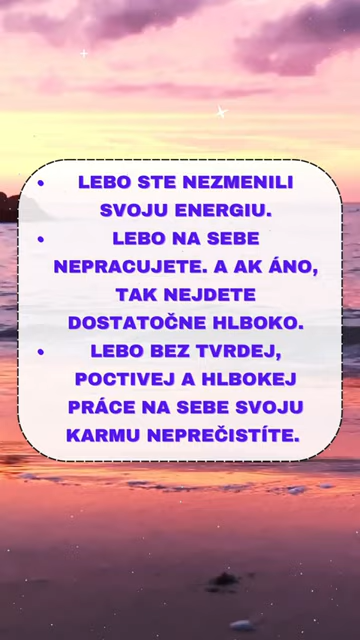 • LEBO STE NEZMENILI
SVOJU ENERGIU.
• LEBO NA SEBE
NEPRACUJETE. A AK ÁNO,
TAK NEJDETE
DOSTATOČNE HLBOKO.
• LEBO BEZ TVRDEJ,
POCTIVEJ A HLBOKEJ
PRÁCE NA SEBE SVOJU
KARMU NEPREČISTÍTE.